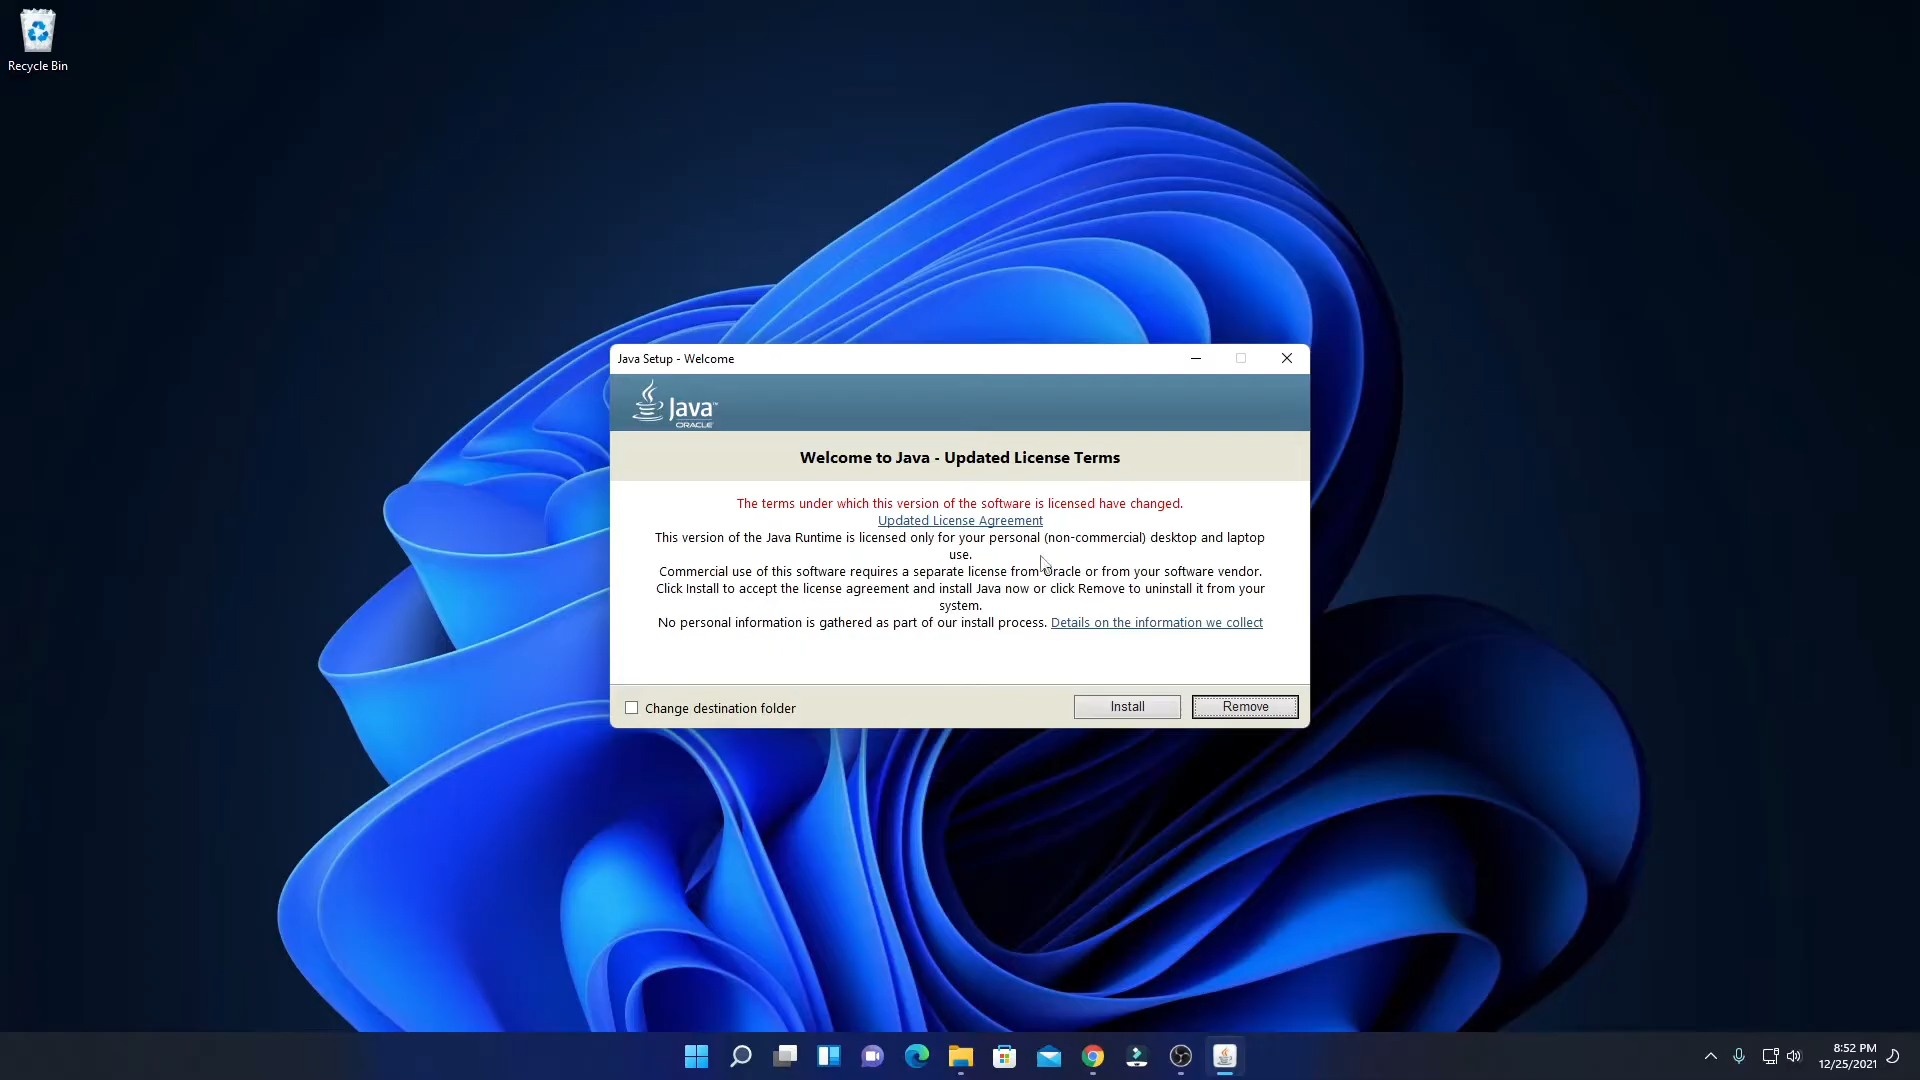 Recycle Bin
Java Setup - Welcome
Java™
ORACLE
Welcome to Java - Updated License Terms
The terms under which this version of the software is licensed have changed.
Updated License Agreement
This version of the Java Runtime is licensed only for your personal (non-commercial) desktop and laptop
use.
Commercial use of this software requires a separate license from Oracle or from your software vendor.
Click Install to accept the license agreement and install Java now or click Remove to uninstall it from your
system.
No personal information is gathered as part of our install process. Details on the information we collect
Change destination folder
Install
Remove
8:52 PM
12/25/2021